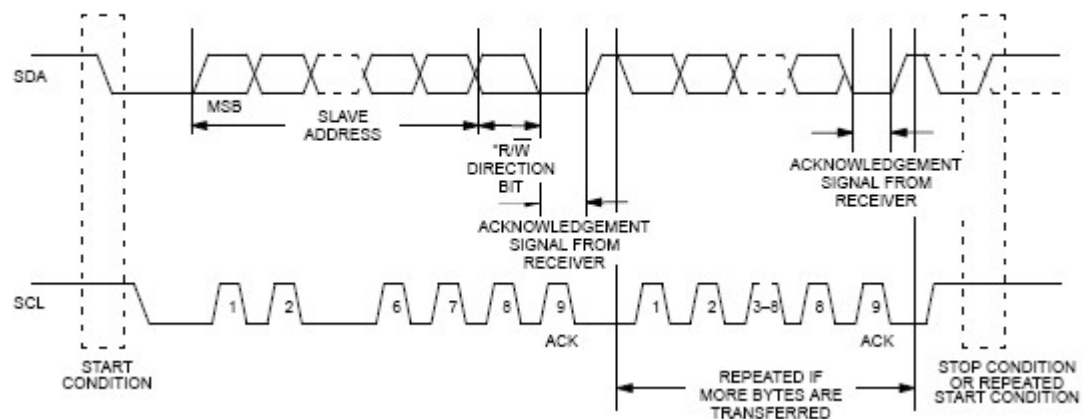 SDA
MSB
SLAVE
ADDRESS
*R/W
DIRECTION
BIT
ACKNOWLEDGEMENT
SIGNAL FROM
RECEIVER
ACKNOWLEDGEMENT
SIGNAL FROM
RECEIVER
SCL
1
2
6
7
8
9
1
2
3–8
8
9
ACK
ACK
START
CONDITION
REPEATED IF
MORE BYTES ARE
TRANSFERRED
STOP CONDITION
OR REPEATED
START CONDITION